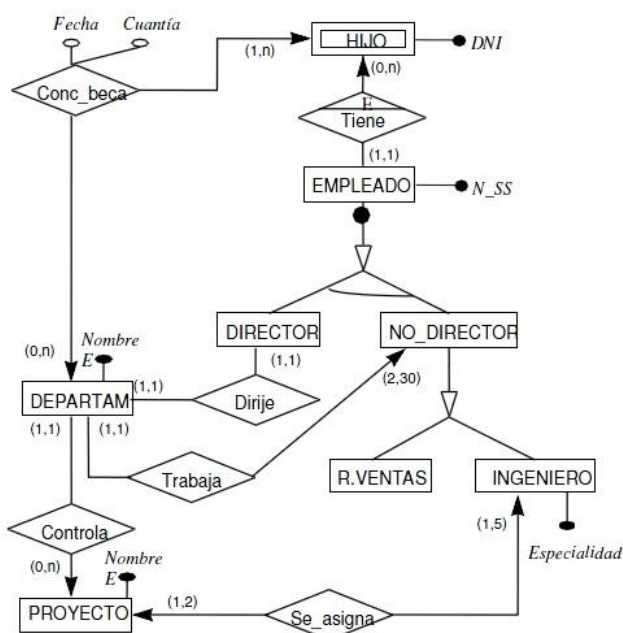 Fecha Cuantía
(1,n) HIJO DNI
(0,n)
Conc_beca
E
Tiene
(1,1)
EMPLEADO N_SS
DIRECTOR NO_DIRECTOR
Nombre
(0,n) E (1,1) (2,30)
(1,1)
DEPARTAM Dirije
(1,1) (1,1)
Trabaja R.VENTAS INGENIERO
Controla (1,5)
Nombre Especialidad
(0,n) E
(1,2)
PROYECTO Se_asigna